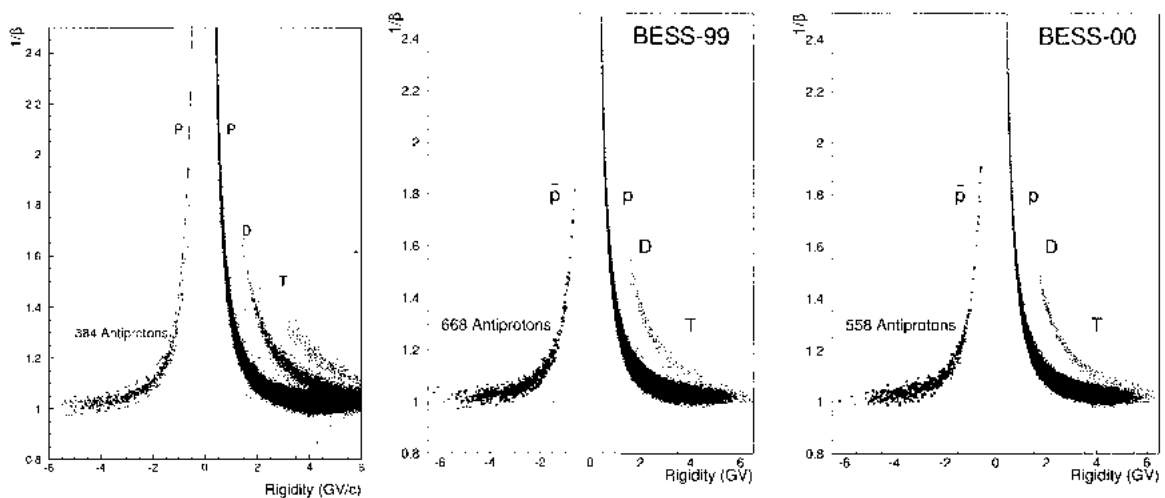 1/β
2.4
2.2
2
1.8
1.6
1.4
1.2
1
0.8
P
P
D
T
384 Antiprotons
-6
-4
-2
0
2
4
6
Rigidity (GV/c)
1/β
BESS-99
2.4
2.2
2
1.8
1.6
1.4
1.2
1
0.8
p̄
p
D
T
668 Antiprotons
-6
-4
-2
0
2
4
6
Rigidity (GV)
1/β
BESS-00
2.4
2.2
2
1.8
1.6
1.4
1.2
1
0.8
p̄
p
D
T
558 Antiprotons
-6
-4
-2
0
2
4
6
Rigidity (GV)